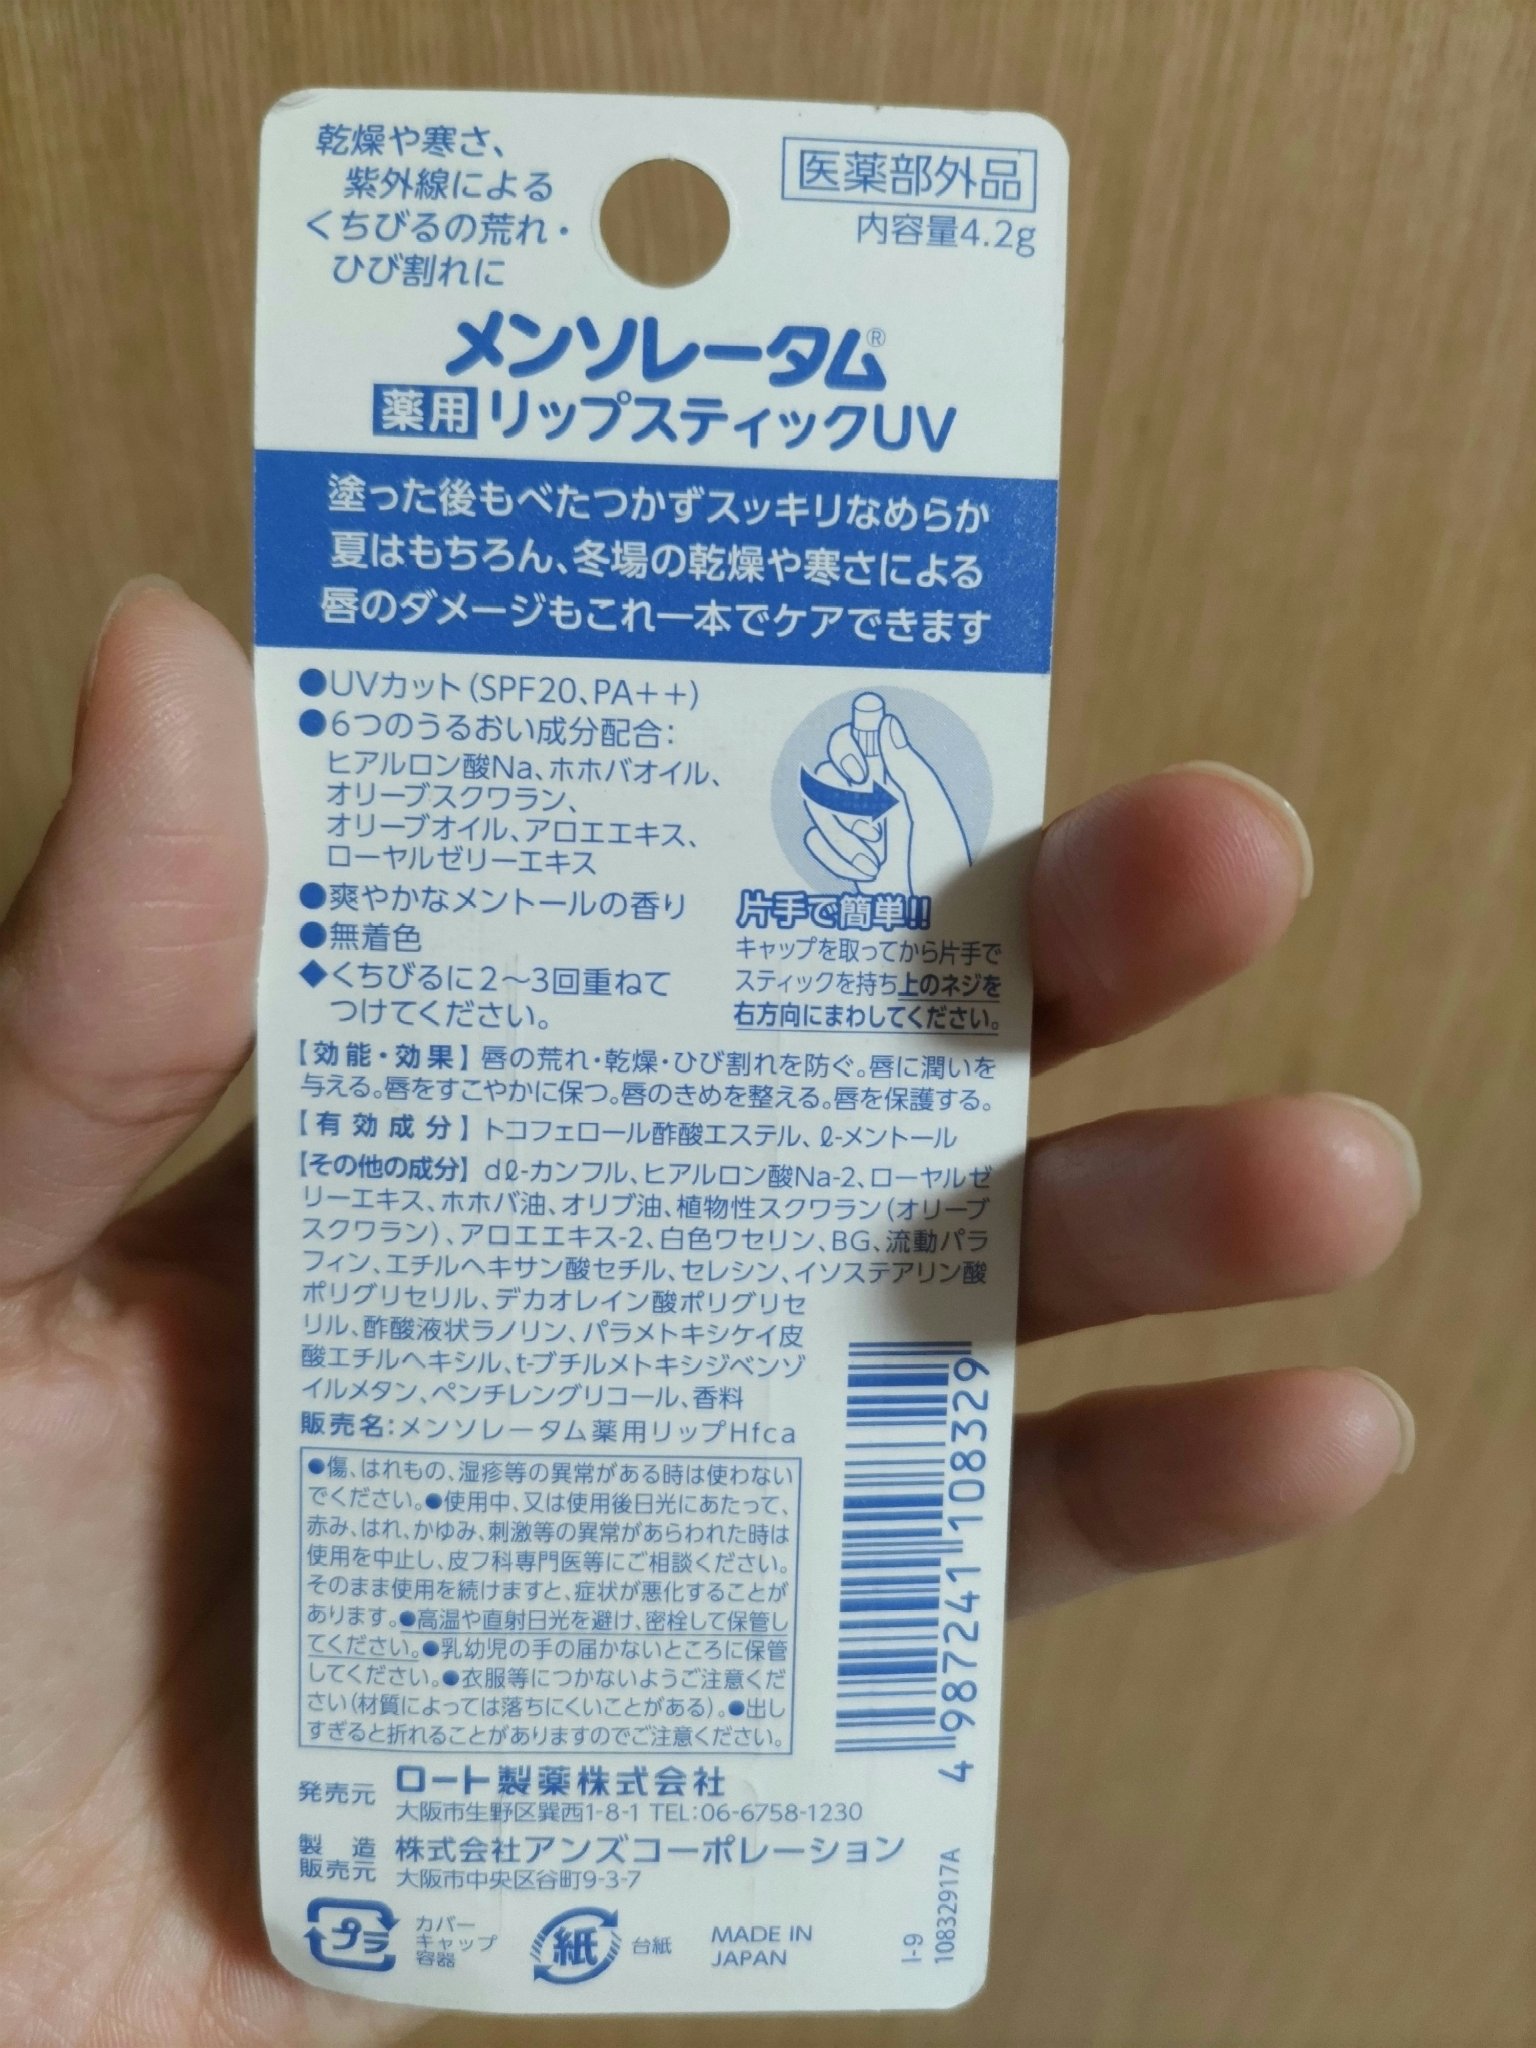 乾燥や寒さ、
紫外線による
くちびるの荒れ・
ひび割れに
医薬部外品
内容量4.2g
メンソレータム®
薬用 リップスティックUV
塗った後もべたつかずスッキリなめらか
夏はもちろん、冬場の乾燥や寒さによる
唇のダメージもこれ一本でケアできます
●UVカット(SPF20、PA++)
●6つのうるおい成分配合:
ヒアルロン酸Na、ホホバオイル、
オリーブスクワラン、
オリーブオイル、アロエエキス、
ローヤルゼリーエキス
●爽やかなメントールの香り
●無着色
◆くちびるに2~3回重ねて
つけてください。
片手で簡単!!
キャップを取ってから片手で
スティックを持ち上のネジを
右方向にまわしてください。
【効能・効果】唇の荒れ・乾燥・ひび割れを防ぐ。唇に潤いを
与える。唇をすこやかに保つ。唇のきめを整える。唇を保護する。
【有効成分】トコフェロール酢酸エステル、ℓ-メントール
【その他の成分】dℓ-カンフル、ヒアルロン酸Na-2、ローヤルゼ
リーエキス、ホホバ油、オリブ油、植物性スクワラン(オリーブ
スクワラン)、アロエエキス-2、白色ワセリン、BG、流動パラ
フィン、エチルヘキサン酸セチル、セレシン、イソステアリン酸
ポリグリセリル、デカオレイン酸ポリグリセ
リル、酢酸液状ラノリン、パラメトキシケイ皮
酸エチルヘキシル、t-ブチルメトキシジベンゾ
イルメタン、ペンチレングリコール、香料
販売名:メンソレータム薬用リップHfca
●傷、はれもの、湿疹等の異常がある時は使わない
でください。●使用中、又は使用後日光にあたって、
赤み、はれ、かゆみ、刺激等の異常があらわれた時は
使用を中止し、皮フ科専門医等にご相談ください。
そのまま使用を続けますと、症状が悪化することが
あります。●高温や直射日光を避け、密栓して保管し
てください。●乳幼児の手の届かないところに保管
してください。●衣服等につかないようご注意くだ
さい(材質によっては落ちにくいことがある)。●出し
すぎると折れることがありますのでご注意ください。
4 987241 108329
発売元 ロート製薬株式会社
大阪市生野区巽西1-8-1 TEL:06-6758-1230
製造
販売元 株式会社アンズコーポレーション
大阪市中央区谷町9-3-7
プラ
カバー
キャップ
容器
紙
台紙
MADE IN
JAPAN
I-9
10832917A